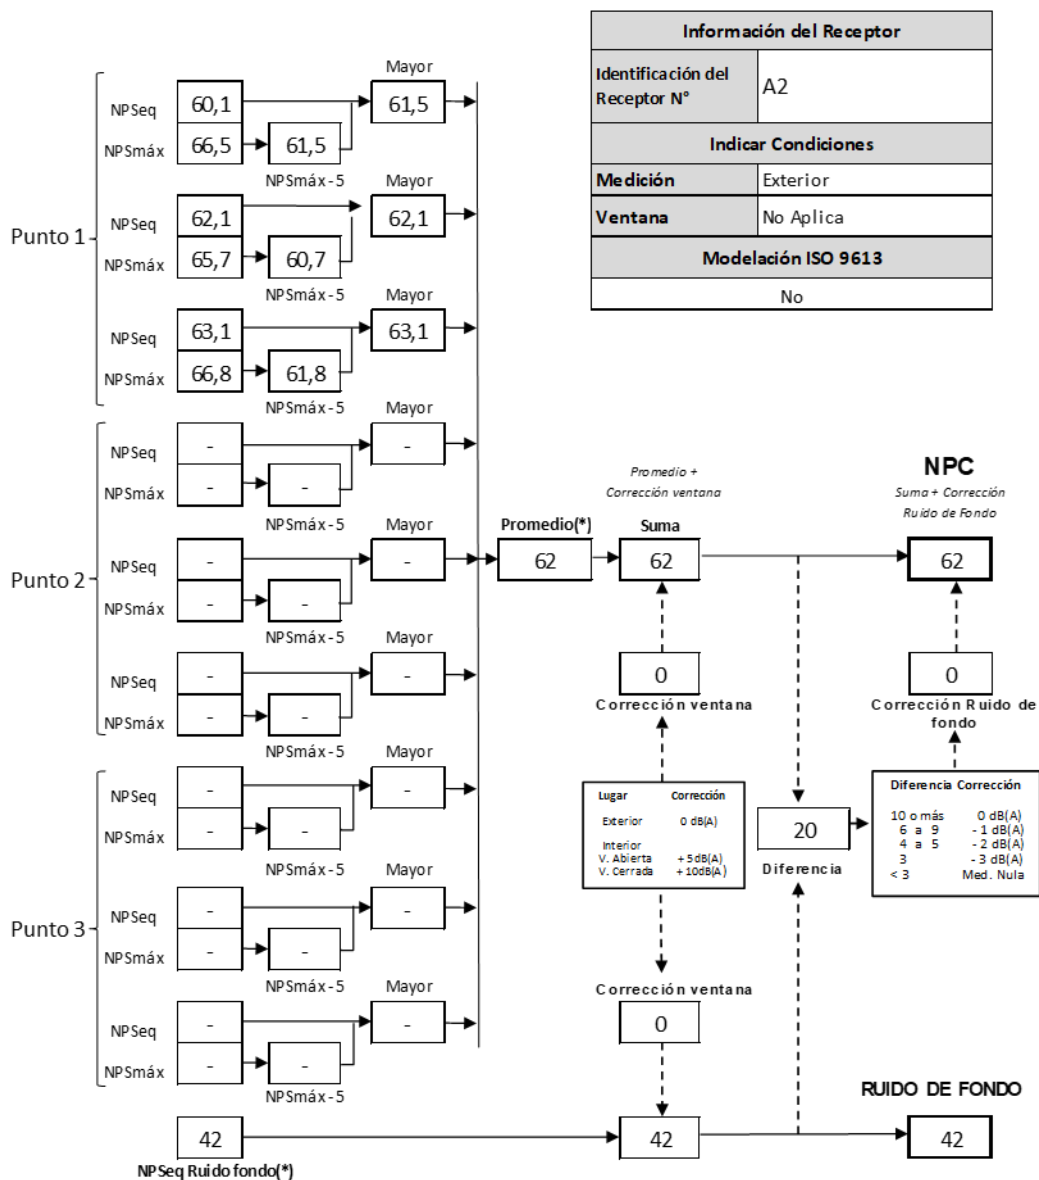 Información del Receptor
Identificación del Receptor N° A2
Indicar Condiciones
Medición Exterior
Ventana No Aplica
Modelación ISO 9613
No
Punto 1
Mayor
NPSeq 60,1 61,5
NPSmáx 66,5 61,5
NPSmáx-5
Mayor
NPSeq 62,1 62,1
NPSmáx 65,7 60,7
NPSmáx-5
Mayor
NPSeq 63,1 63,1
NPSmáx 66,8 61,8
NPSmáx-5
Punto 2
Mayor
NPSeq - -
NPSmáx - -
NPSmáx-5
Mayor
NPSeq - -
NPSmáx - -
NPSmáx-5
Mayor
NPSeq - -
NPSmáx - -
NPSmáx-5
Punto 3
Mayor
NPSeq - -
NPSmáx - -
NPSmáx-5
Mayor
NPSeq - -
NPSmáx - -
NPSmáx-5
Mayor
NPSeq - -
NPSmáx - -
NPSmáx-5
Promedio(*)
62
Promedio +
Corrección ventana
Suma
62
NPC
Suma + Corrección
Ruido de Fondo
62
0
Corrección ventana
0
Corrección Ruido de
fondo
Lugar Corrección
Exterior 0 dB(A)
Interior
V. Abierta + 5dB(A)
V. Cerrada + 10dB(A)
20
Diferencia
Diferencia Corrección
10 o más 0 dB(A)
6 a 9 - 1 dB(A)
4 a 5 - 2 dB(A)
3 - 3 dB(A)
< 3 Med. Nula
Corrección ventana
0
42
NPSeq Ruido fondo(*)
42
RUIDO DE FONDO
42